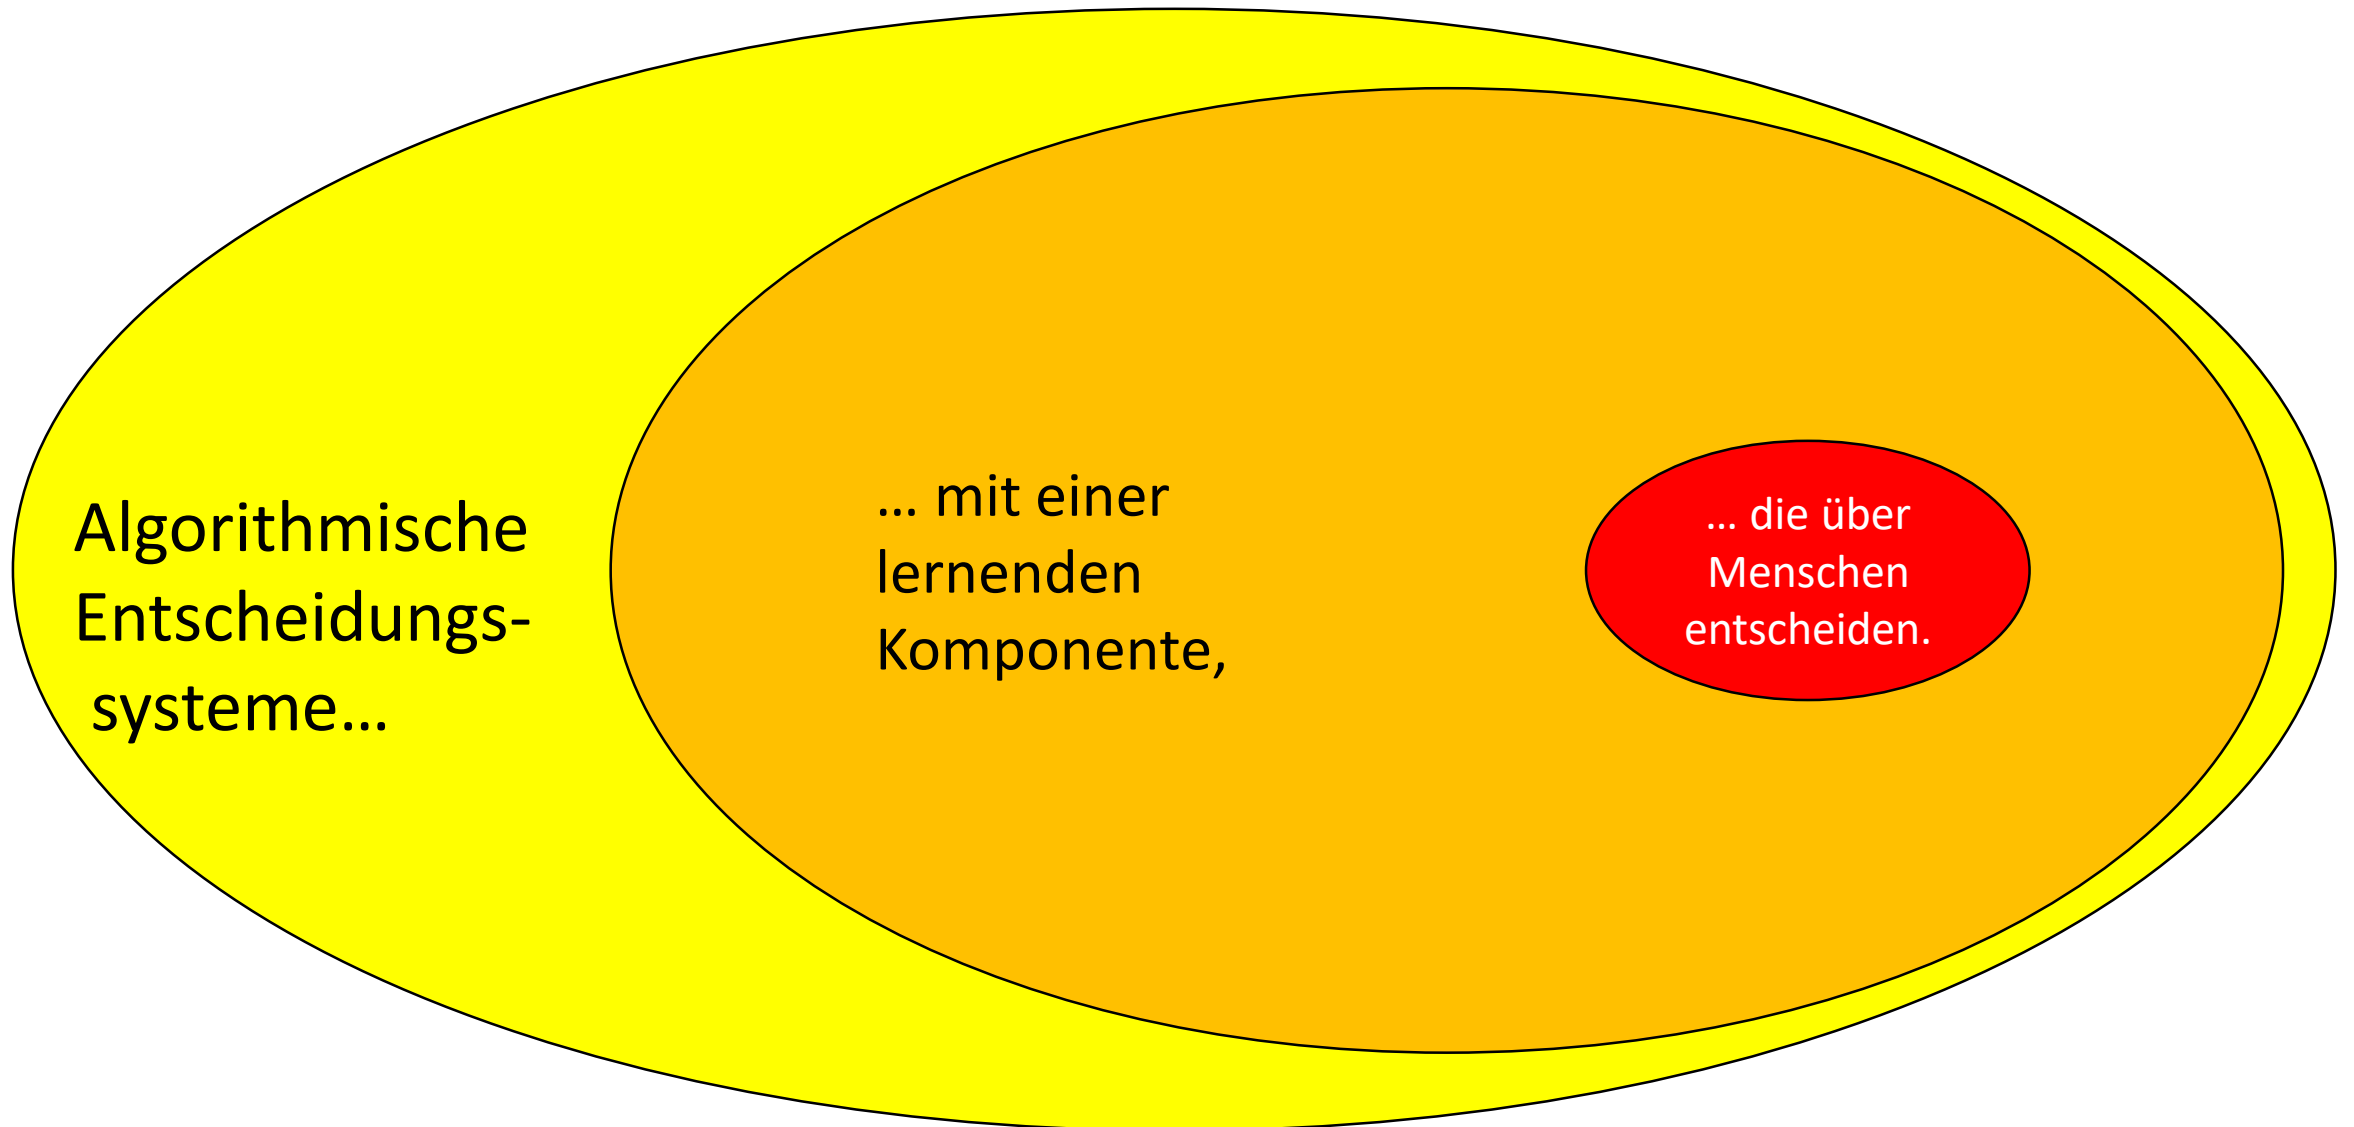 Algorithmische
Entscheidungs-
systeme…
… mit einer
lernenden
Komponente,
… die über
Menschen
entscheiden.